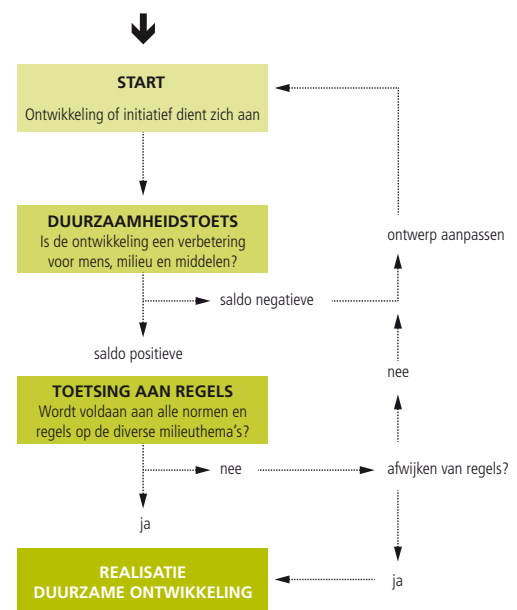 START
Ontwikkeling of initiatief dient zich aan
DUURZAAMHEIDSTOETS
Is de ontwikkeling een verbetering
voor mens, milieu en middelen?
ontwerp aanpassen
saldo negatieve
saldo positieve
nee
TOETSING AAN REGELS
Wordt voldaan aan alle normen en
regels op de diverse milieuthema's?
nee
afwijken van regels?
ja
REALISATIE
DUURZAME ONTWIKKELING
ja